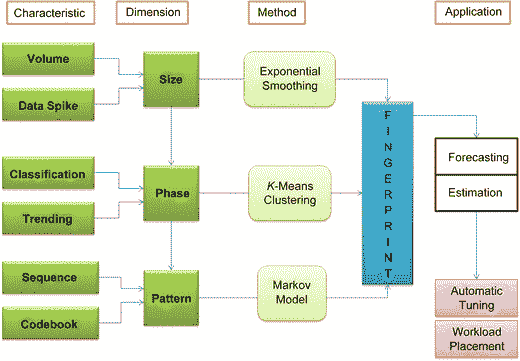 Characteristic
Dimension
Method
Application
Volume
Data Spike
Size
Exponential
Smoothing
Classification
Trending
Phase
K-Means
Clustering
Sequence
Codebook
Pattern
Markov
Model
FINGERPRINT
Forecasting
Estimation
Automatic
Tuning
Workload
Placement